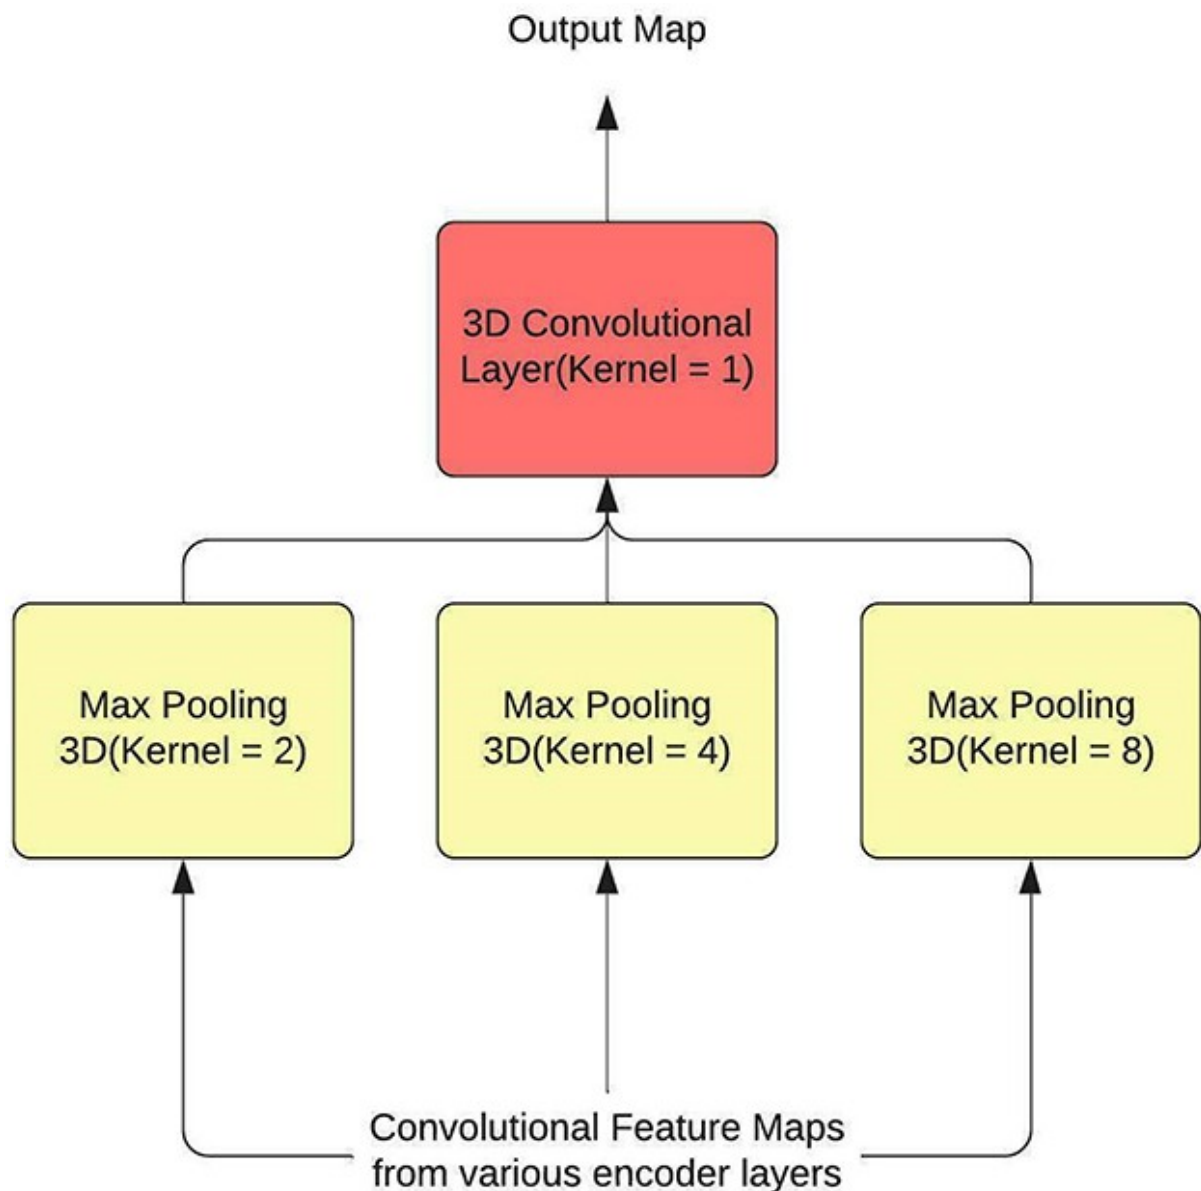 Output Map
3D Convolutional
Layer(Kernel = 1)
Max Pooling
3D(Kernel = 2)
Max Pooling
3D(Kernel = 4)
Max Pooling
3D(Kernel = 8)
Convolutional Feature Maps
from various encoder layers